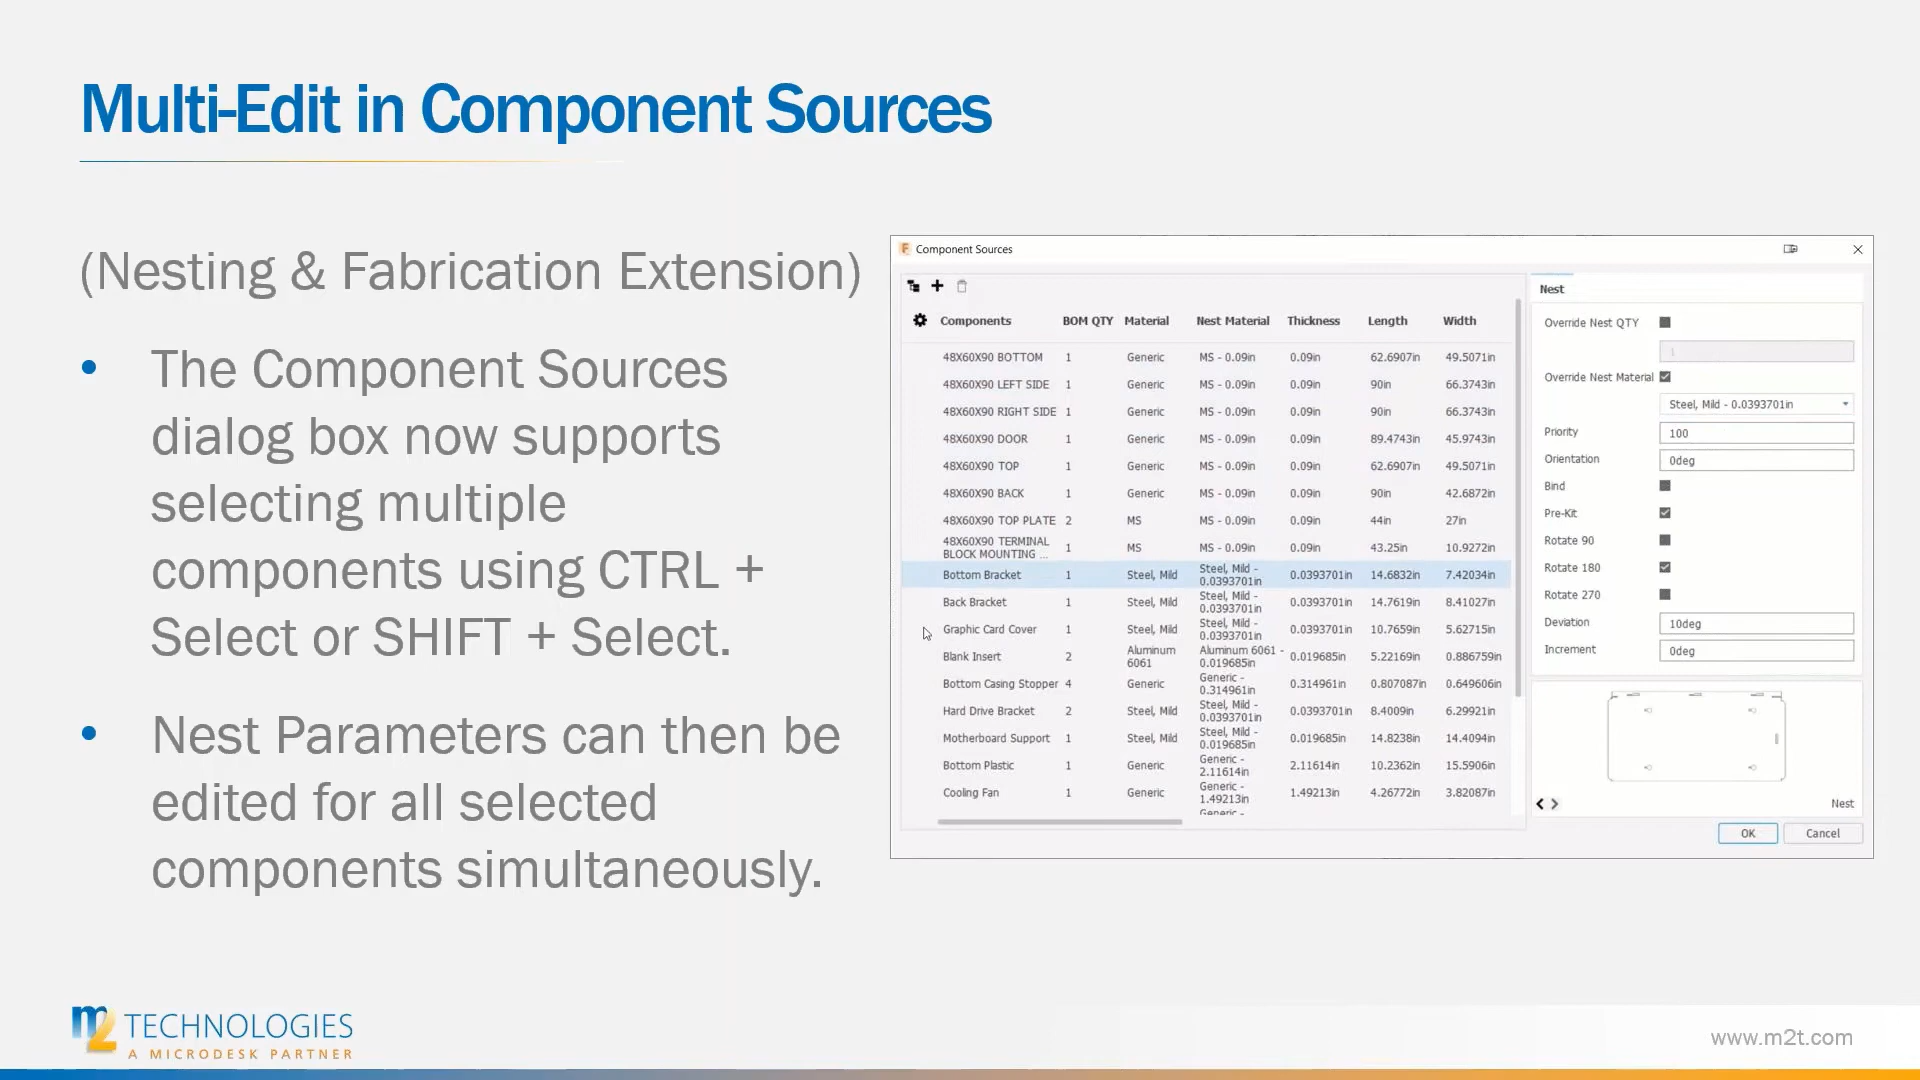 Multi-Edit in Component Sources
(Nesting & Fabrication Extension)
• The Component Sources
dialog box now supports
selecting multiple
components using CTRL +
Select or SHIFT + Select.
• Nest Parameters can then be
edited for all selected
components simultaneously.
Component Sources
Components BOM QTY Material Nest Material Thickness Length Width
48X60X90 BOTTOM 1 Generic MS - 0.09in 0.09in 62.6907in 49.5071in
48X60X90 LEFT SIDE 1 Generic MS - 0.09in 0.09in 90in 66.3743in
48X60X90 RIGHT SIDE 1 Generic MS - 0.09in 0.09in 90in 66.3743in
48X60X90 DOOR 1 Generic MS - 0.09in 0.09in 89.4743in 45.9743in
48X60X90 TOP 1 Generic MS - 0.09in 0.09in 62.6907in 49.5071in
48X60X90 BACK 1 Generic MS - 0.09in 0.09in 90in 42.6872in
48X60X90 TOP PLATE 2 MS MS - 0.09in 0.09in 44in 27in
48X60X90 TERMINAL
BLOCK MOUNTING ... 1 MS MS - 0.09in 0.09in 43.25in 10.9272in
Bottom Bracket 1 Steel, Mild Steel, Mild -
0.0393701in 0.0393701in 14.6832in 7.42034in
Back Bracket 1 Steel, Mild Steel, Mild -
0.0393701in 0.0393701in 14.7619in 8.41027in
Graphic Card Cover 1 Steel, Mild Steel, Mild -
0.0393701in 0.0393701in 10.7659in 5.62715in
Blank Insert 2 Aluminum
6061 Aluminum 6061 -
0.019685in 0.019685in 5.22169in 0.886759in
Bottom Casing Stopper 4 Generic Generic -
0.314961in 0.314961in 0.807087in 0.649606in
Hard Drive Bracket 2 Steel, Mild Steel, Mild -
0.0393701in 0.0393701in 8.4009in 6.29921in
Motherboard Support 1 Steel, Mild Steel, Mild -
0.019685in 0.019685in 14.8238in 14.4094in
Bottom Plastic 1 Generic Generic -
2.11614in 2.11614in 10.2362in 15.5906in
Cooling Fan 1 Generic Generic -
1.49213in 1.49213in 4.26772in 3.82087in
Generic -
Nest
Override Nest QTY
1
Override Nest Material
Steel, Mild - 0.0393701in
Priority 100
Orientation 0deg
Bind
Pre-Kit
Rotate 90
Rotate 180
Rotate 270
Deviation 10deg
Increment 0deg
Nest
OK Cancel
m2 TECHNOLOGIES
A MICRODESK PARTNER
www.m2t.com